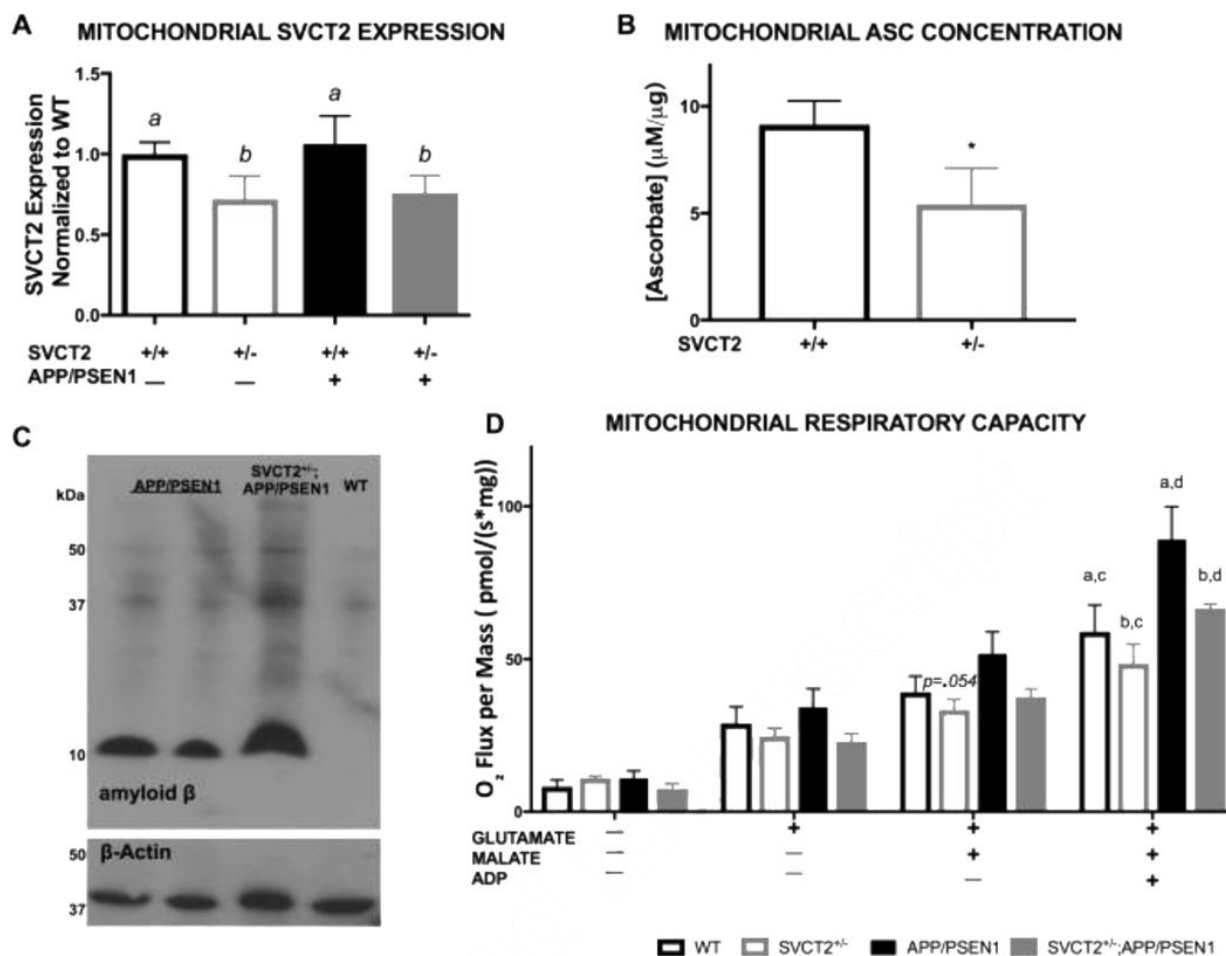 A MITOCHONDRIAL SVCT2 EXPRESSION
SVCT2 Expression
Normalized to WT
1.5
1.0
0.5
0.0
a
b
a
b
SVCT2 +/+ +/- +/+ +/-
APP/PSEN1 — — + +
B MITOCHONDRIAL ASC CONCENTRATION
[Ascorbate] (μM/μg)
10
5
0
*
SVCT2 +/+ +/-
C
kDa
APP/PSEN1
SVCT2+/-;
APP/PSEN1
WT
50
37
10
amyloid β
50
β-Actin
37
D MITOCHONDRIAL RESPIRATORY CAPACITY
O2 Flux per Mass ( pmol/(s*mg))
100
50
0
p=.054
a,c
b,c
a,d
b,d
GLUTAMATE — + + +
MALATE — — + +
ADP — — — +
WT SVCT2+/- APP/PSEN1 SVCT2+/-;APP/PSEN1